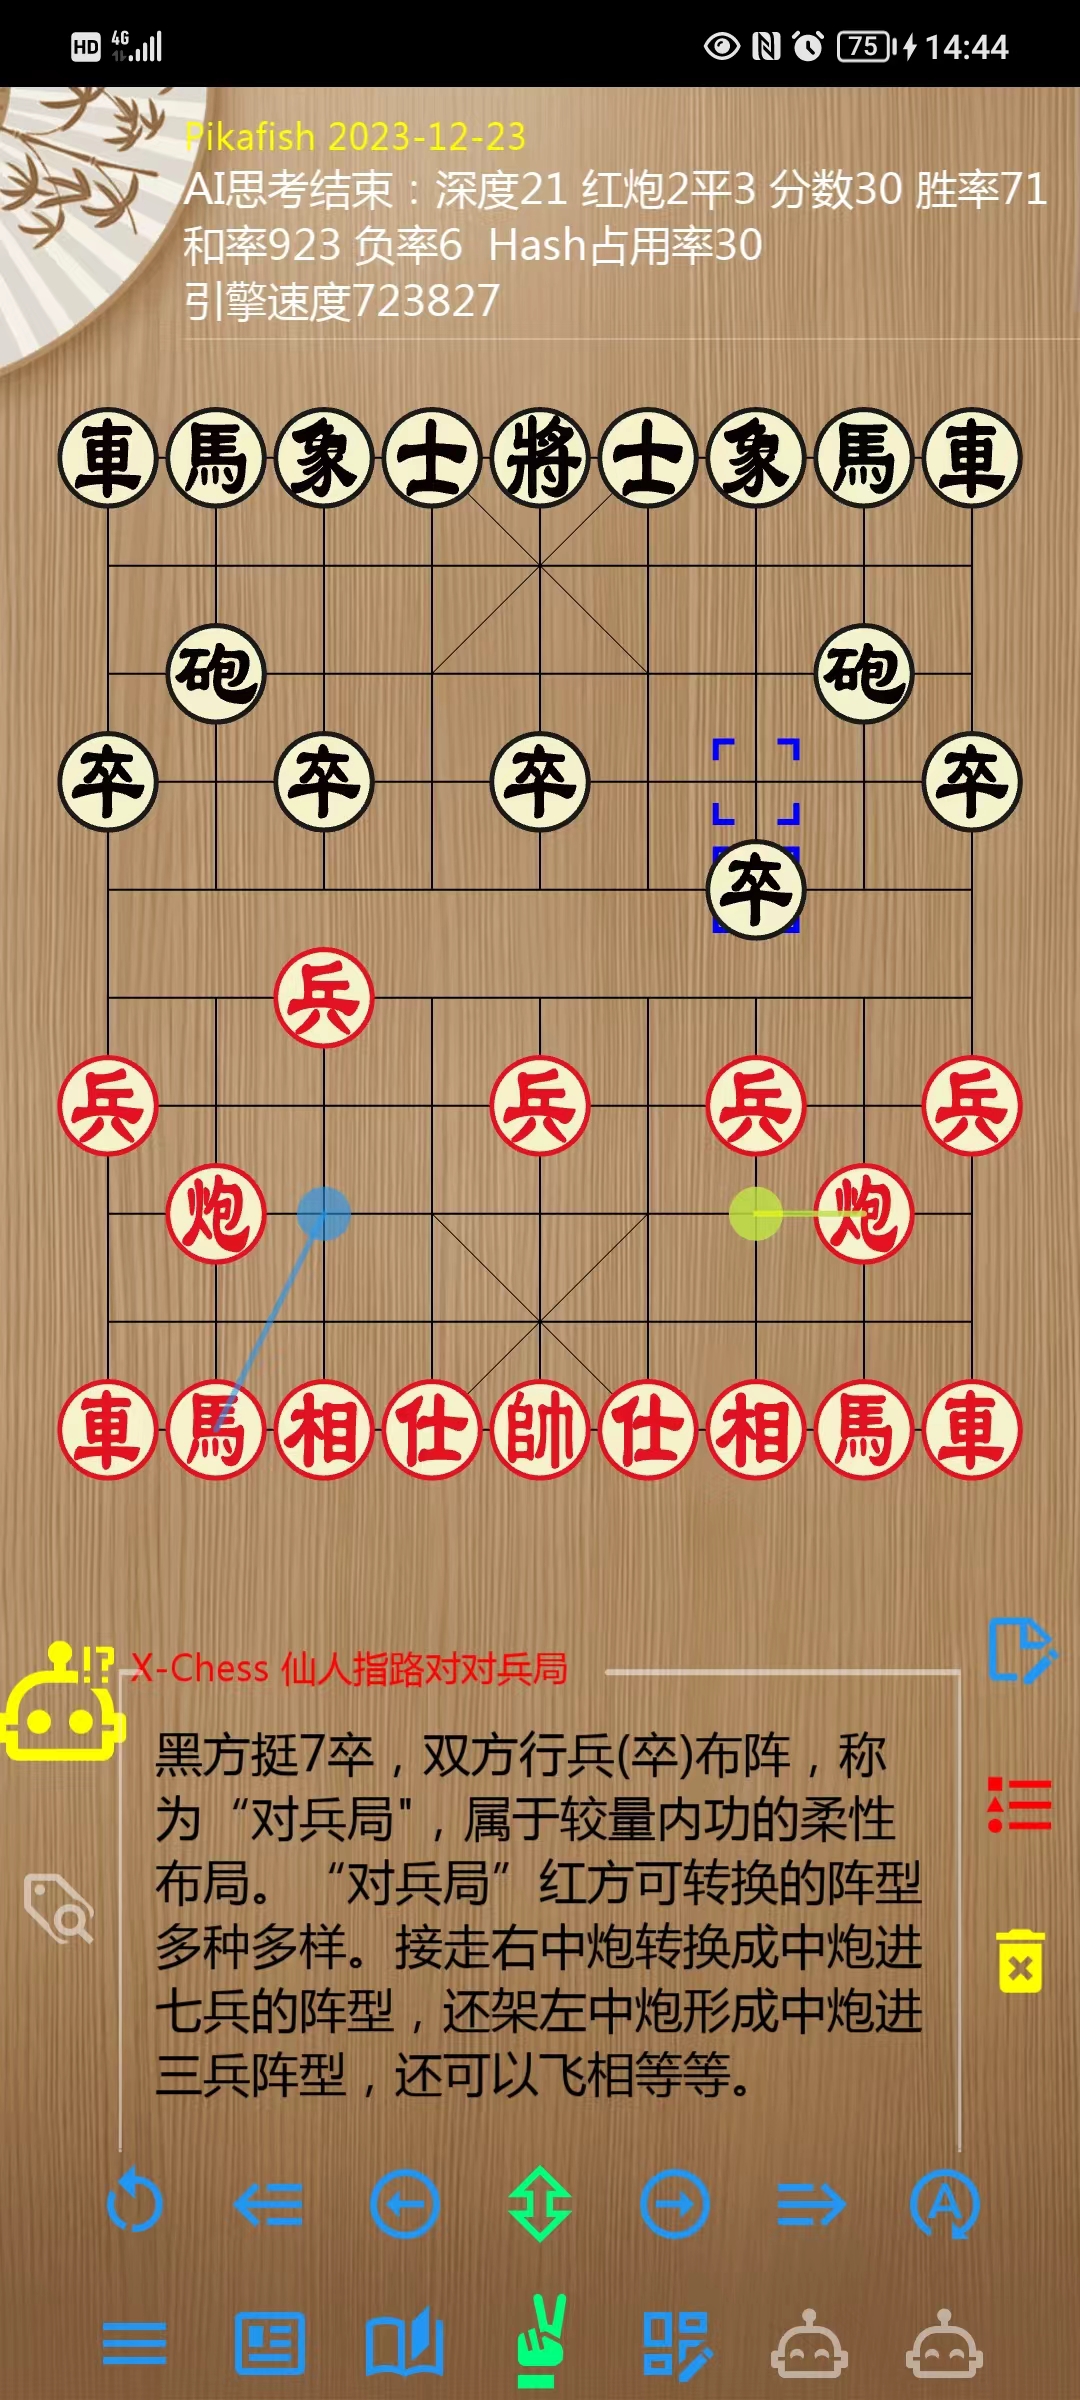 HD 4G 75 14:44
Pikafish 2023-12-23
AI思考结束：深度21 红炮2平3 分数30 胜率71
和率923 负率6 Hash占用率30
引擎速度723827
車馬象士將士象馬車
砲 砲
卒 卒 卒 卒
卒
兵
兵 兵 兵 兵
炮 炮
車馬相仕帥仕相馬車
!?
X-Chess 仙人指路对对兵局
黑方挺7卒，双方行兵(卒)布阵，称
为“对兵局"，属于较量内功的柔性
布局。“对兵局”红方可转换的阵型
多种多样。接走右中炮转换成中炮进
七兵的阵型，还架左中炮形成中炮进
三兵阵型，还可以飞相等等。
A